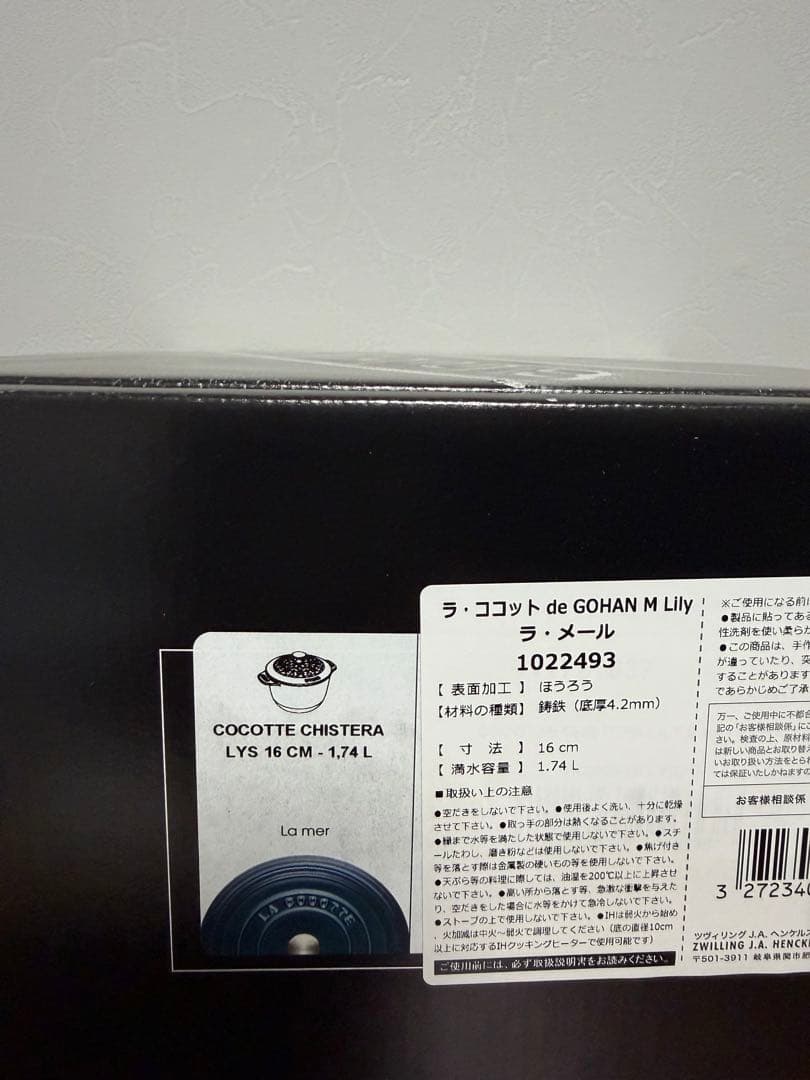 COCOTTE CHISTERA
LYS 16 CM - 1,74 L
La mer
LA COCOTTE
ラ・ココット de GOHAN M Lily
ラ・メール
1022493
【 表面加工 】 ほうろう
【材料の種類】 鋳鉄（底厚4.2mm）
【 寸 法 】 16 cm
【 満水容量 】 1.74 L
■取扱い上の注意
●空だきをしないで下さい。●使用後よく洗い、十分に乾燥
させて下さい。●取っ手の部分は熱くなることがあります。
●縁まで水等を満たした状態で使用しないで下さい。●スチ
ールたわし、磨き粉などは使用しないで下さい。●焦げ付き
等を落とす際は金属製の硬いもの等を使用しないで下さい。
●天ぷら等の料理に際しては、油温を200℃以上に上昇させ
ないで下さい。●高い所から落とす等、急激な衝撃を与えた
り、空だきをした場合に水等をかけて急冷しないで下さい。
●ストーブの上で使用しないで下さい。●IHは弱火から始め
、火加減は中火～弱火で調理してください（底の直径10cm
以上に対応するIHクッキングヒーターで使用可能です）
ご使用前には、必ず取扱説明書をお読みください。
※ご使用になる前に
●製品に貼ってある
性洗剤を使い柔らか
●この商品は、手作
が違っていたり、突
することがあります
であらかじめご了承
万一、ご使用中に不都合
記の「お客様相談係」にご
さい。検査の上、原材料
は新しい商品とお取り替え
いお取り扱い方法をとられ
ては保証いたしかねますの
お客様相談係
3 272340
ツヴィリング J.A. ヘンケルス
ZWILLING J.A. HENCKE
〒501-3911 岐阜県関市肥